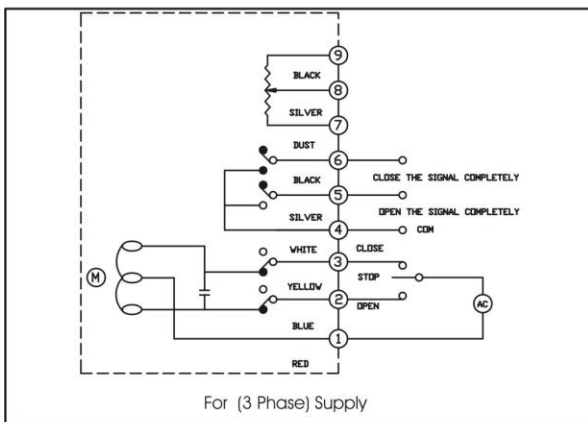 9
BLACK
8
SILVER
7
DUST
6
CLOSE THE SIGNAL COMPLETELY
BLACK
5
OPEN THE SIGNAL COMPLETELY
SILVER
4
COM
WHITE
CLOSE
3
STOP
M
YELLOW
2
OPEN
AC
BLUE
1
RED
For (3 Phase) Supply